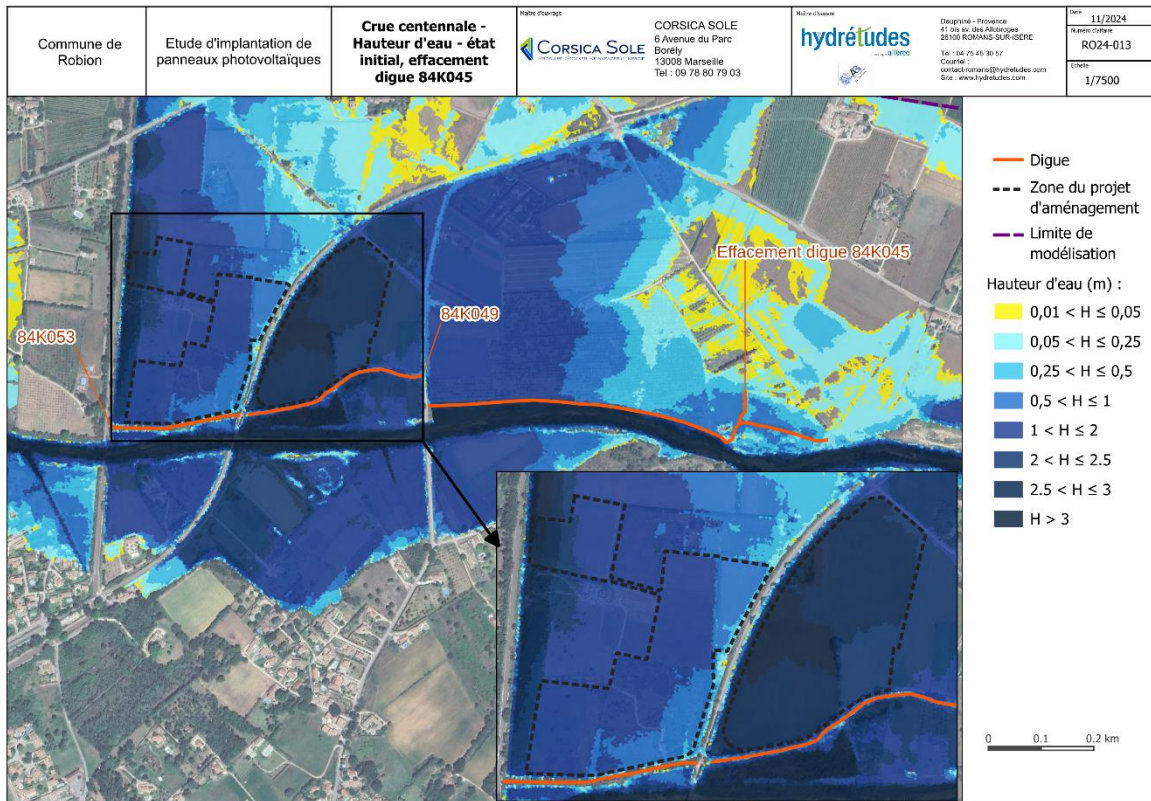 Commune de
Robion
Etude d'implantation de
panneaux photovoltaïques
Crue centennale -
Hauteur d'eau - état
initial, effacement
digue 84K045
Maître d'ouvrage
CORSICA SOLE
CORSICA SOLE
6 Avenue du Parc
Borély
13008 Marseille
Tel : 09 78 80 79 03
Maître d'œuvre
hydrétudes
Dauphiné - Provence
41 bis av. des Allobroges
26100 ROMANS-SUR-ISERE
Tél : 04 75 45 30 57
Courriel :
contact-romans@hydretudes.com
Site : www.hydretudes.com
Date
11/2024
Numéro d'affaire
RO24-013
Echelle
1/7500
Effacement digue 84K045
84K049
84K053
Digue
Zone du projet
d'aménagement
Limite de
modélisation
Hauteur d'eau (m) :
0,01 < H ≤ 0,05
0,05 < H ≤ 0,25
0,25 < H ≤ 0,5
0,5 < H ≤ 1
1 < H ≤ 2
2 < H ≤ 2.5
2.5 < H ≤ 3
H > 3
0 0.1 0.2 km